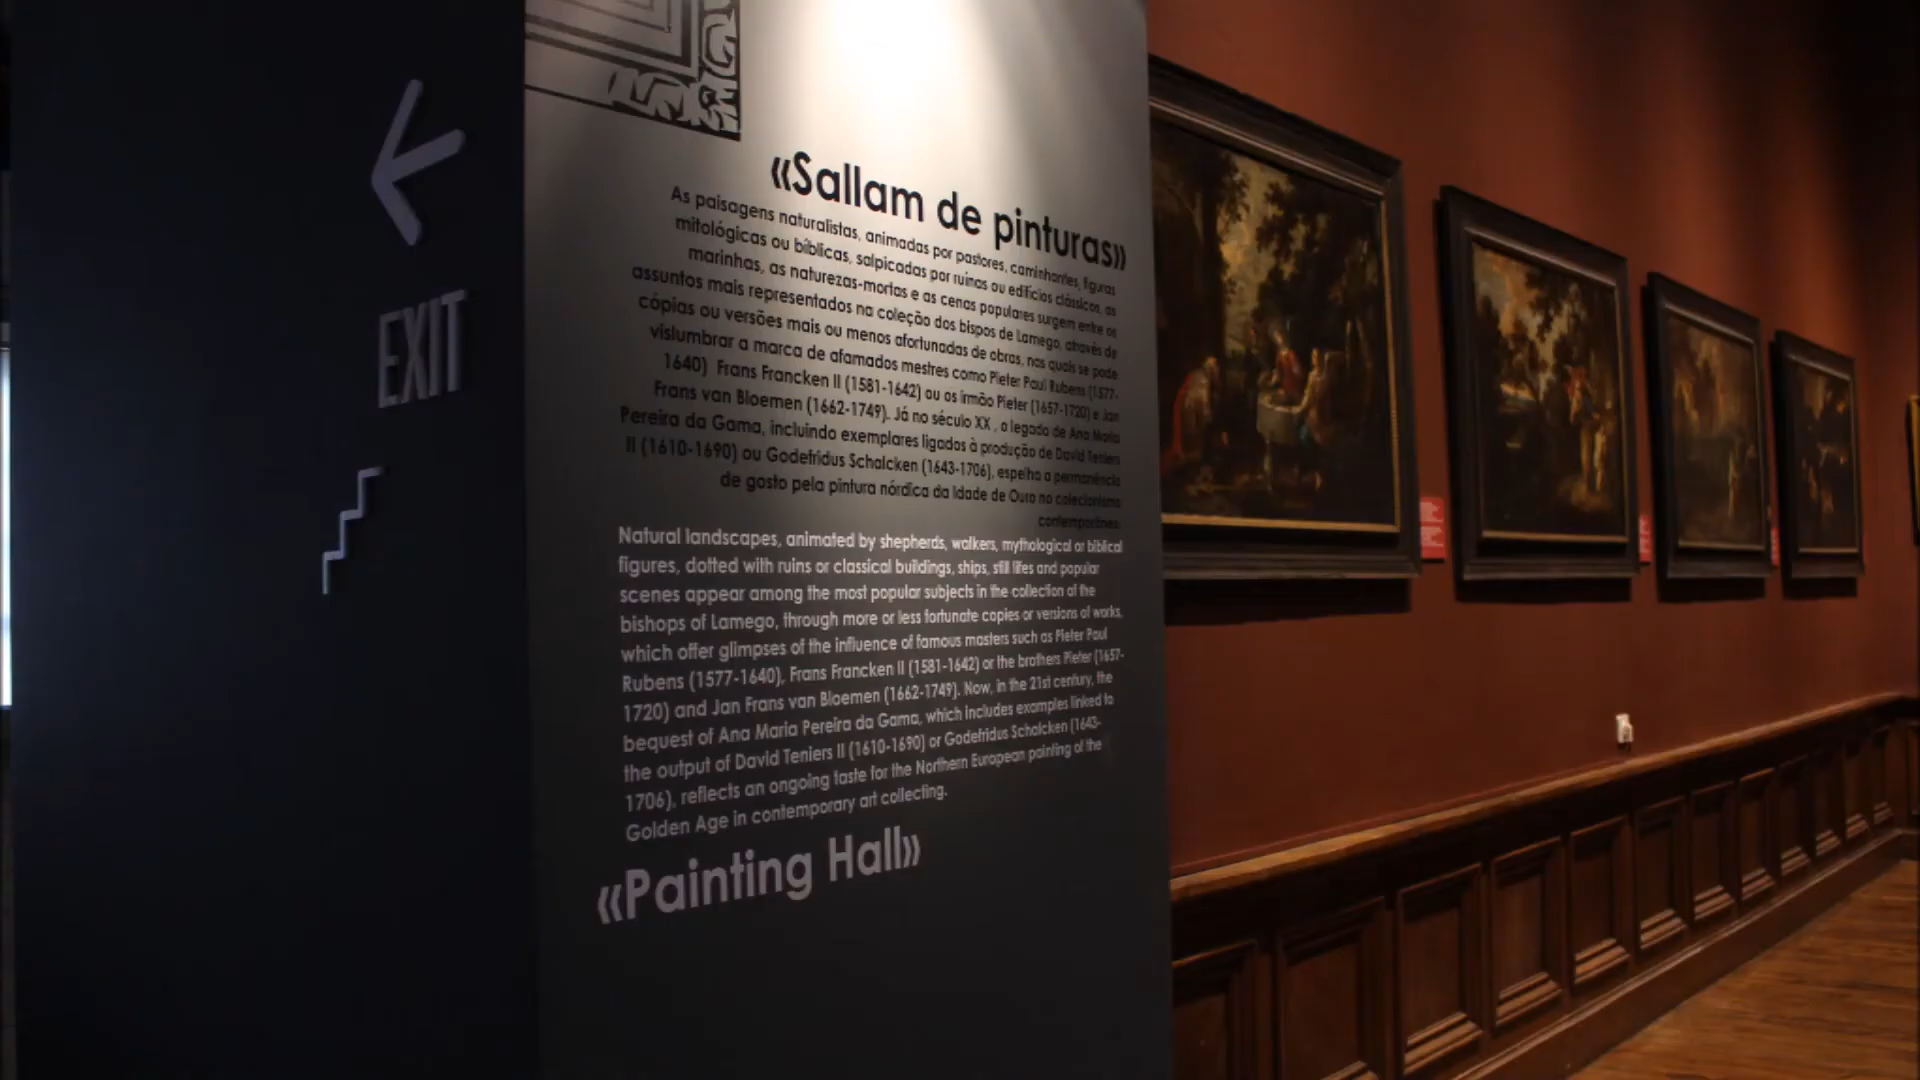 EXIT
«Sallam de pinturas»
As paisagens naturalistas, animadas por pastores, caminhantes, figuras
mitológicas ou bíblicas, salpicadas por ruínas ou edifícios clássicos, as
marinhas, as naturezas-mortas e as cenas populares surgem entre os
assuntos mais representados na coleção dos bispos de Lamego, através de
cópias ou versões mais ou menos afortunadas de obras, nas quais se pode
vislumbrar a marca de afamados mestres como Pieter Paul Rubens (1577-
1640) Frans Francken II (1581-1642) ou os irmão Pieter (1657-1720) e Jan
Frans van Bloemen (1662-1749). Já no século XX , o legado de Ana Maria
Pereira da Gama, incluindo exemplares ligados à produção de David Teniers
II (1610-1690) ou Godefridus Schalcken (1643-1706), espelha a permanência
de gosto pela pintura nórdica da Idade de Ouro no colecionismo
contemporâneo.
Natural landscapes, animated by shepherds, walkers, mythological or biblical
figures, dotted with ruins or classical buildings, ships, still lifes and popular
scenes appear among the most popular subjects in the collection of the
bishops of Lamego, through more or less fortunate copies or versions of works,
which offer glimpses of the influence of famous masters such as Pieter Paul
Rubens (1577-1640), Frans Francken II (1581-1642) or the brothers Pieter (1657-
1720) and Jan Frans van Bloemen (1662-1749). Now, in the 21st century, the
bequest of Ana Maria Pereira da Gama, which includes examples linked to
the output of David Teniers II (1610-1690) or Godefridus Schalcken (1643-
1706), reflects an ongoing taste for the Northern European painting of the
Golden Age in contemporary art collecting.
«Painting Hall»